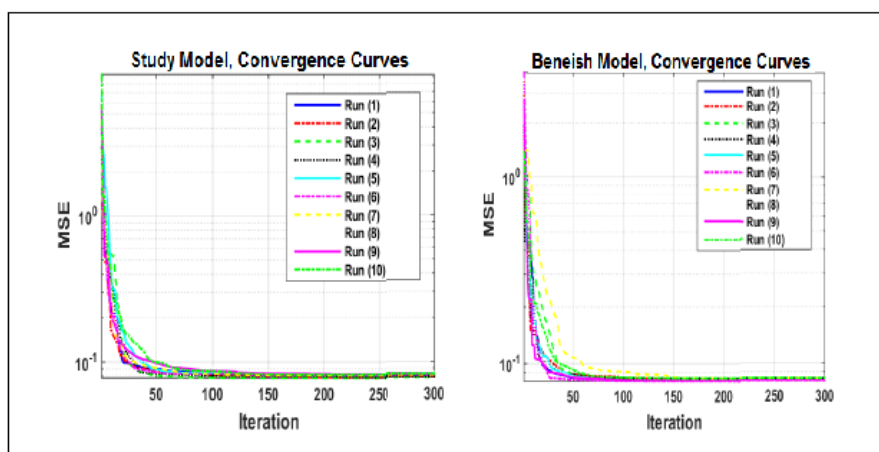 Study Model, Convergence Curves
Run (1)
Run (2)
Run (3)
Run (4)
Run (5)
Run (6)
Run (7)
Run (8)
Run (9)
Run (10)
MSE
10^0
10^-1
50
100
150
200
250
300
Iteration
Beneish Model, Convergence Curves
Run (1)
Run (2)
Run (3)
Run (4)
Run (5)
Run (6)
Run (7)
Run (8)
Run (9)
Run (10)
MSE
10^0
10^-1
50
100
150
200
250
300
Iteration